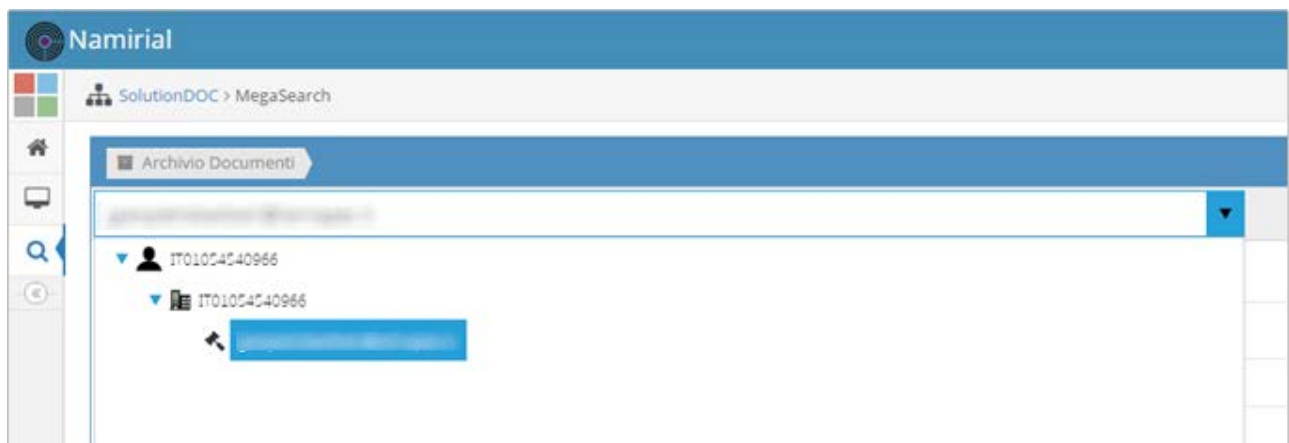 Namirial
SolutionDOC > MegaSearch
Archivio Documenti
IT01054540966
IT01054540966